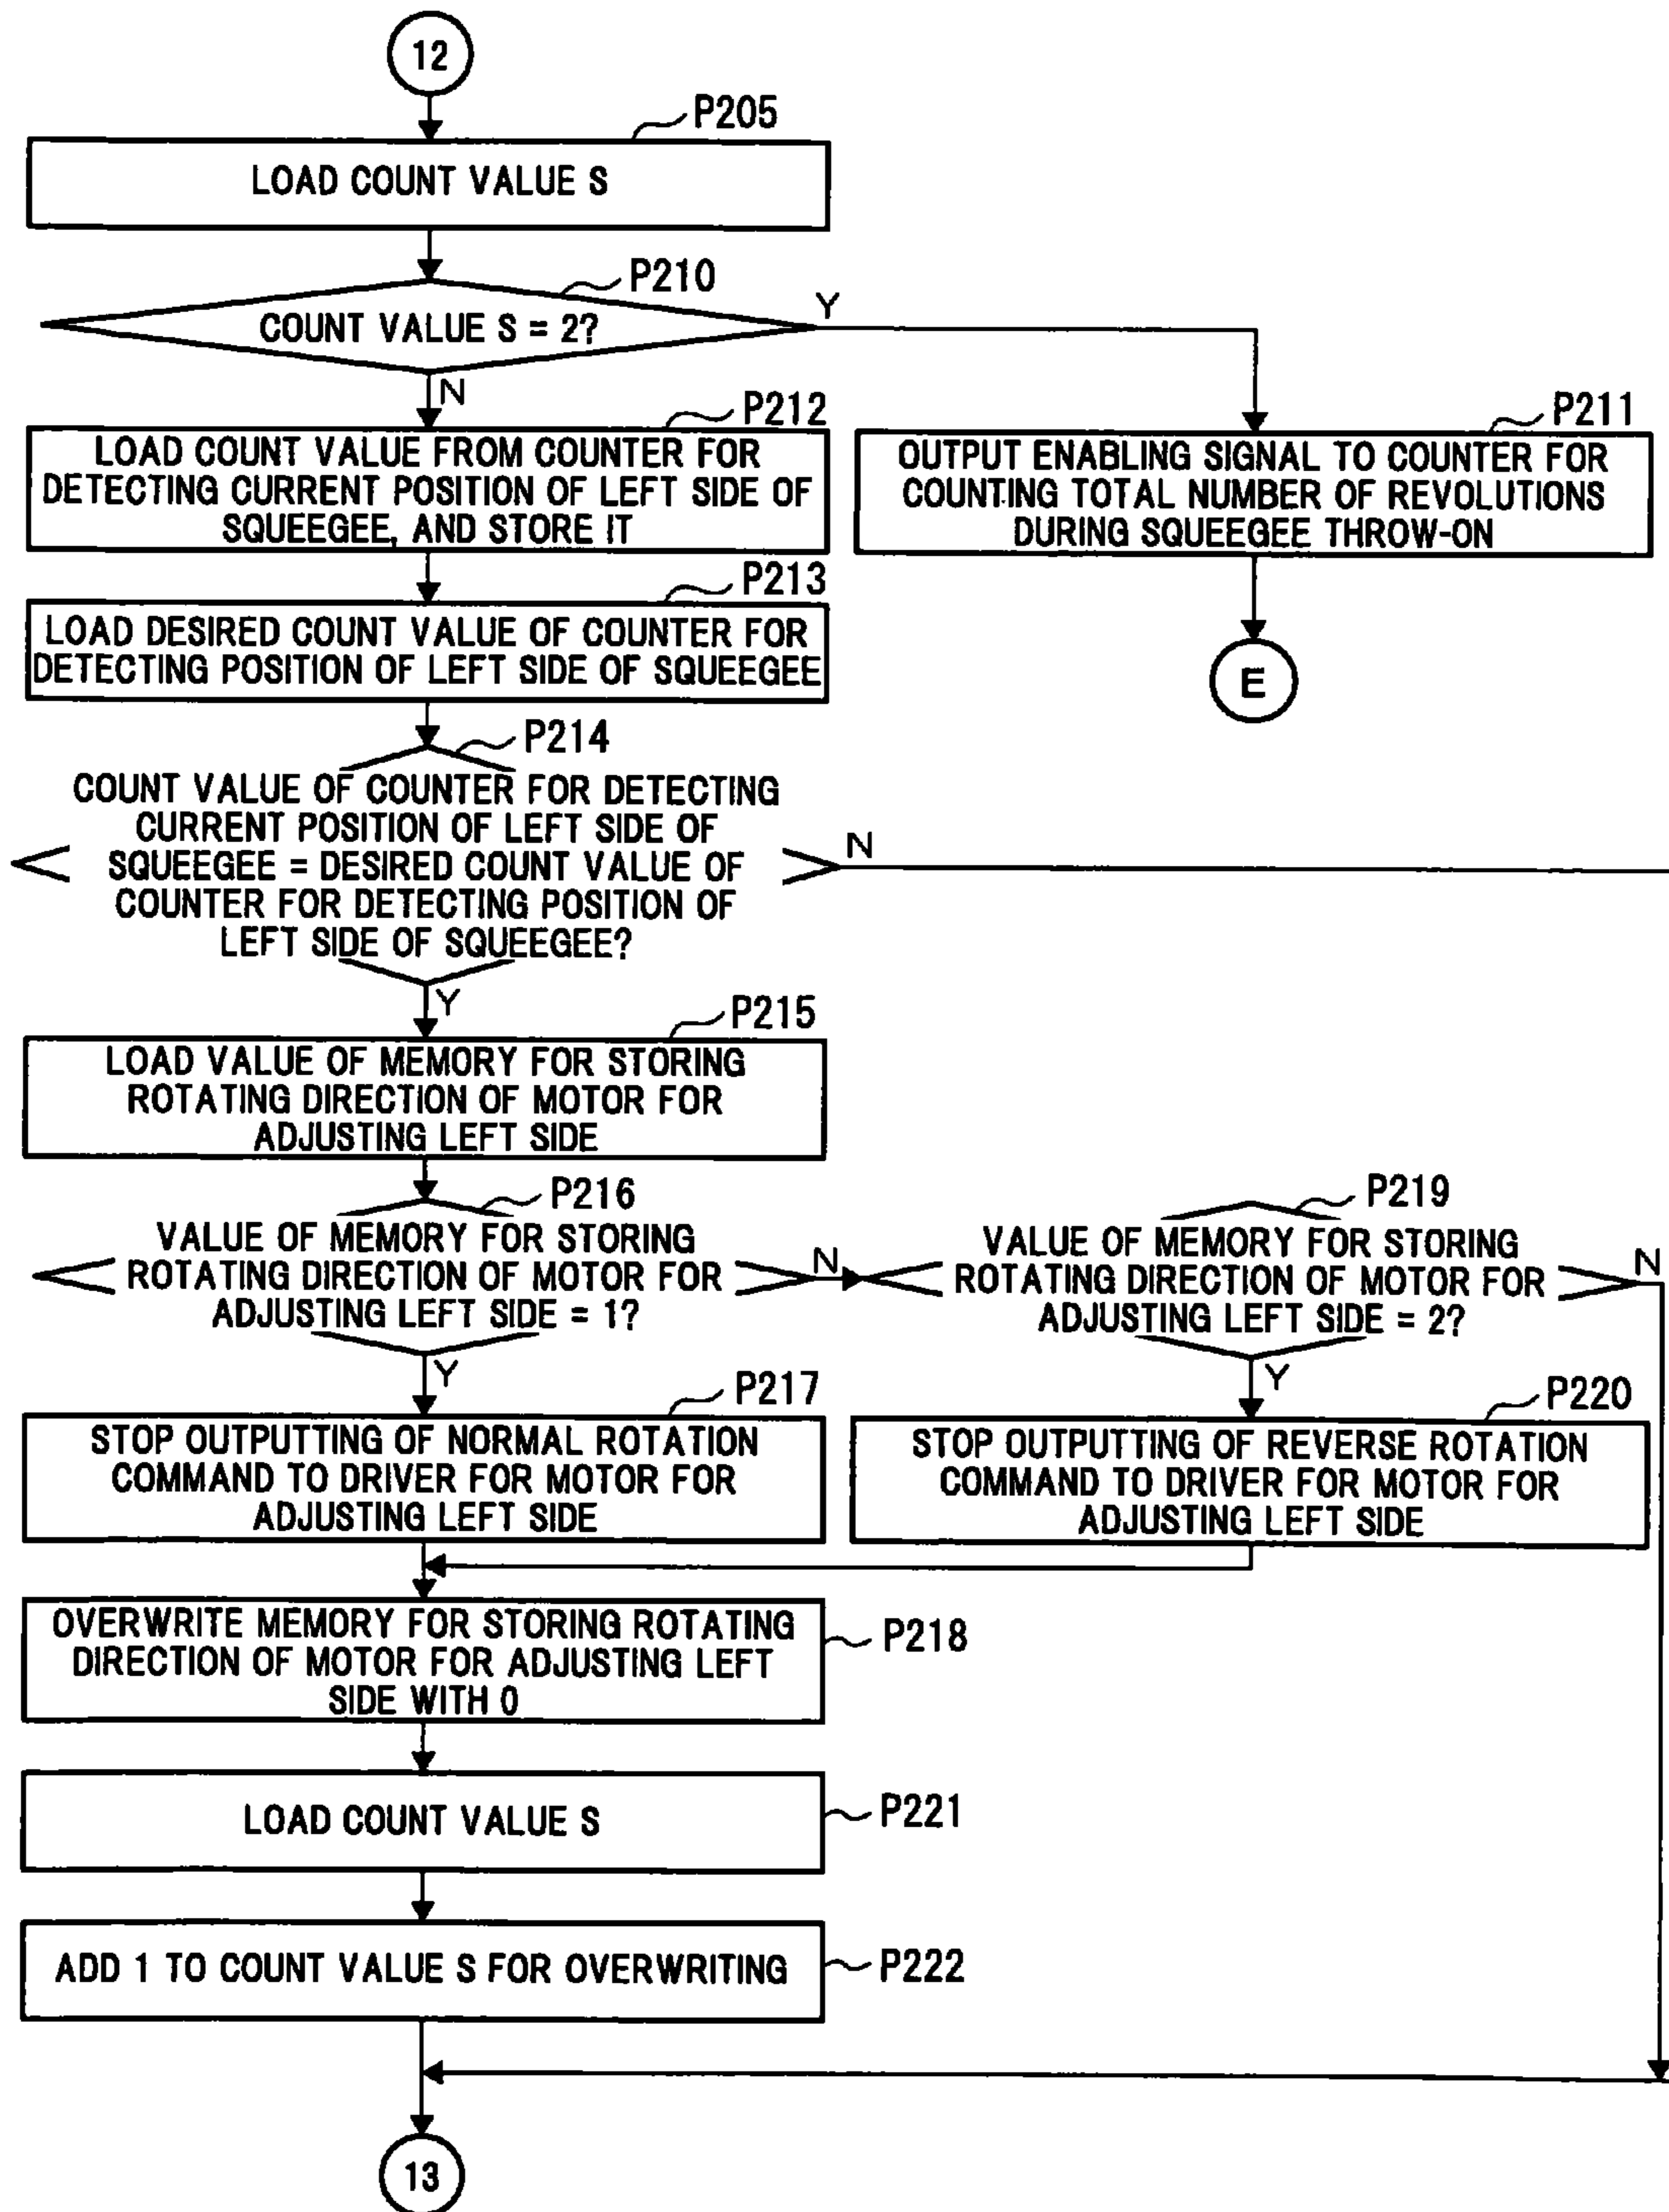 12
P205
LOAD COUNT VALUE S
P210
COUNT VALUE S = 2?
Y
N
P212
LOAD COUNT VALUE FROM COUNTER FOR
DETECTING CURRENT POSITION OF LEFT SIDE OF
SQUEEGEE, AND STORE IT
P211
OUTPUT ENABLING SIGNAL TO COUNTER FOR
COUNTING TOTAL NUMBER OF REVOLUTIONS
DURING SQUEEGEE THROW-ON
E
P213
LOAD DESIRED COUNT VALUE OF COUNTER FOR
DETECTING POSITION OF LEFT SIDE OF SQUEEGEE
P214
COUNT VALUE OF COUNTER FOR DETECTING
CURRENT POSITION OF LEFT SIDE OF
SQUEEGEE = DESIRED COUNT VALUE OF
COUNTER FOR DETECTING POSITION OF
LEFT SIDE OF SQUEEGEE?
N
Y
P215
LOAD VALUE OF MEMORY FOR STORING
ROTATING DIRECTION OF MOTOR FOR
ADJUSTING LEFT SIDE
P216
VALUE OF MEMORY FOR STORING
ROTATING DIRECTION OF MOTOR FOR
ADJUSTING LEFT SIDE = 1?
N
Y
P219
VALUE OF MEMORY FOR STORING
ROTATING DIRECTION OF MOTOR FOR
ADJUSTING LEFT SIDE = 2?
N
Y
P217
STOP OUTPUTTING OF NORMAL ROTATION
COMMAND TO DRIVER FOR MOTOR FOR
ADJUSTING LEFT SIDE
P220
STOP OUTPUTTING OF REVERSE ROTATION
COMMAND TO DRIVER FOR MOTOR FOR
ADJUSTING LEFT SIDE
OVERWRITE MEMORY FOR STORING ROTATING
DIRECTION OF MOTOR FOR ADJUSTING LEFT
SIDE WITH 0
P218
LOAD COUNT VALUE S
P221
ADD 1 TO COUNT VALUE S FOR OVERWRITING
P222
13